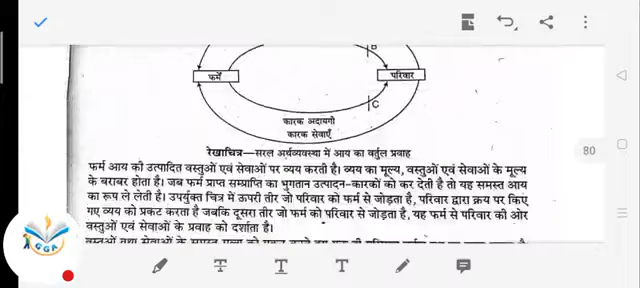 B
फर्में
परिवार
C
कारक अदायगी
कारक सेवाएँ
रेखाचित्र—सरल अर्थव्यवस्था में आय का वर्तुल प्रवाह
फर्म आय को उत्पादित वस्तुओं एवं सेवाओं पर व्यय करती है। व्यय का मूल्य, वस्तुओं एवं सेवाओं के मूल्य
के बराबर होता है। जब फर्म प्राप्त सम्प्राप्ति का भुगतान उत्पादन-कारकों को कर देती है तो यह समस्त आय
का रूप ले लेती है। उपर्युक्त चित्र में ऊपरी तीर जो परिवार को फर्म से जोड़ता है, परिवार द्वारा क्रय पर किए
गए व्यय को प्रकट करता है जबकि दूसरा तीर जो फर्म को परिवार से जोड़ता है, यह फर्म से परिवार की ओर
वस्तुओं एवं सेवाओं के प्रवाह को दर्शाता है।
80
CGA
T
T
T